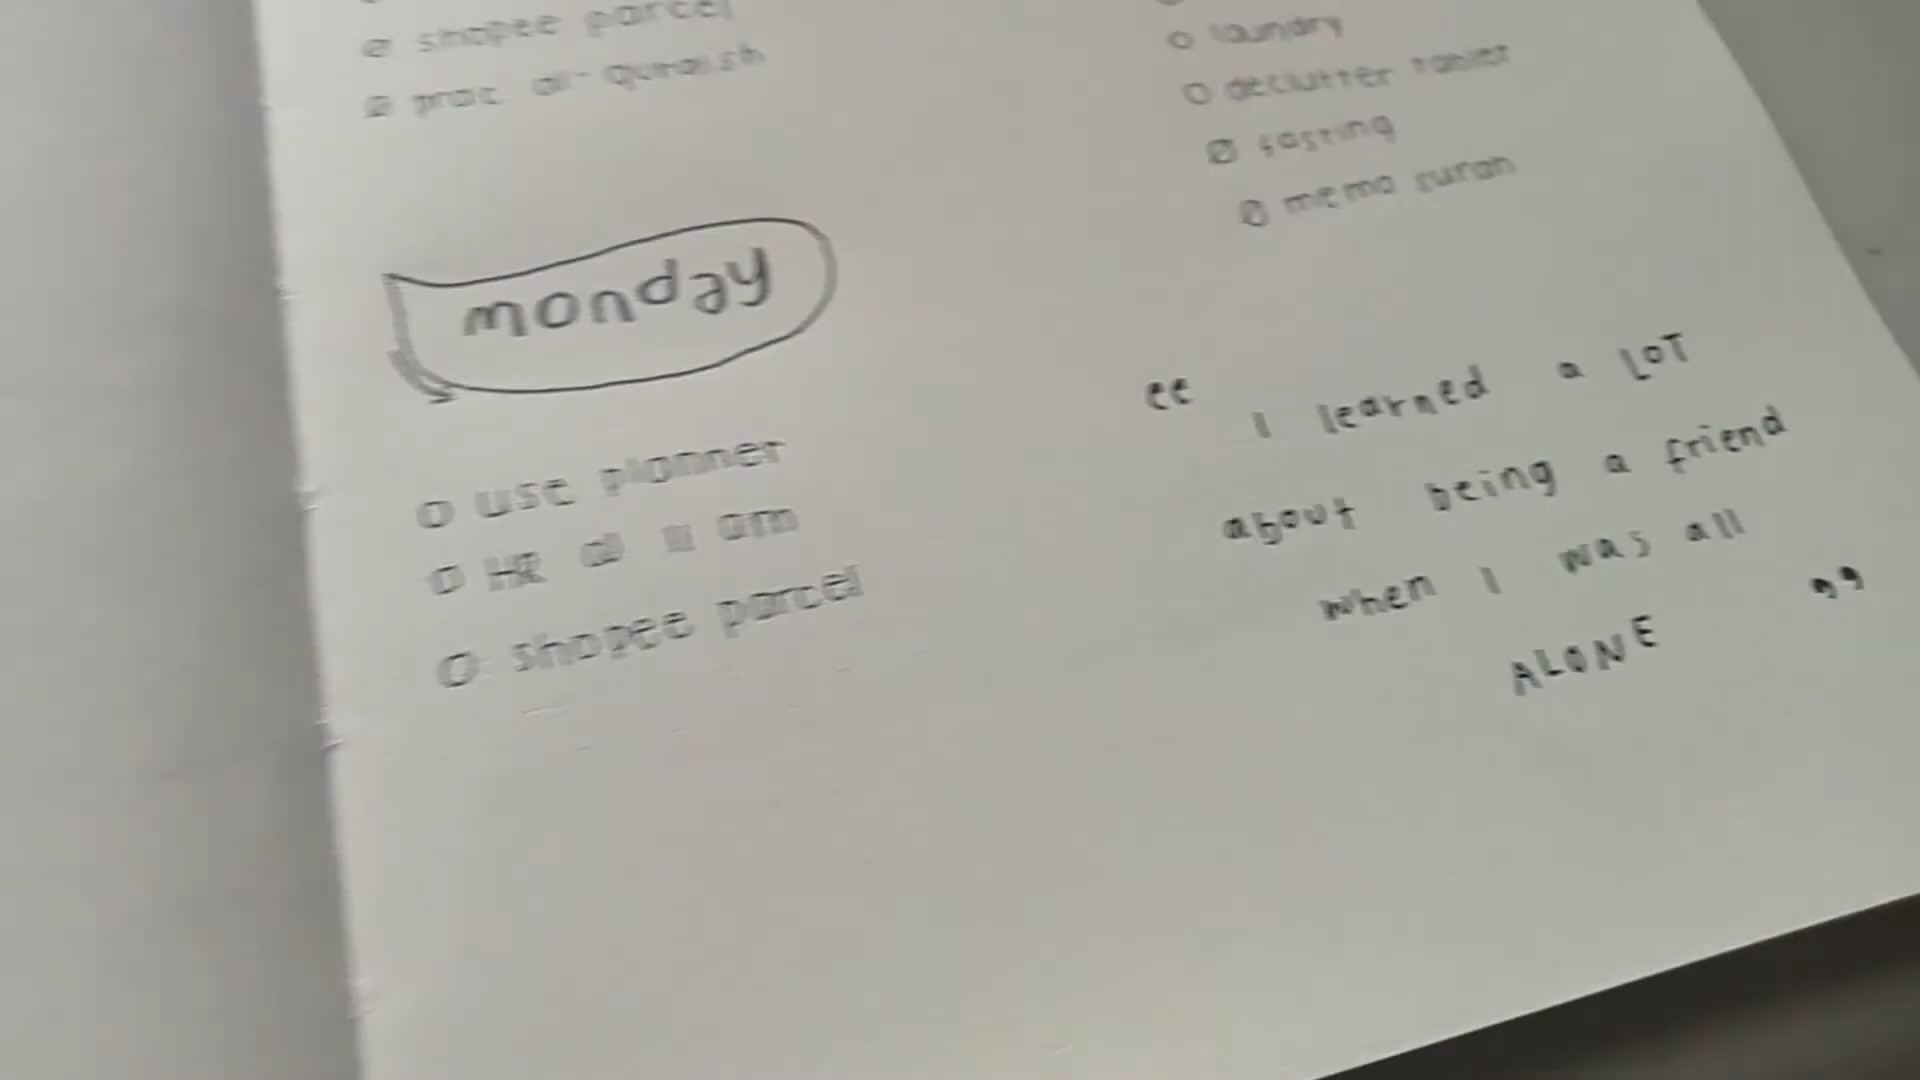 shopee parcel
prac al-Quraish
monday
use planner
HR @ 11 am
shopee parcel
laundry
declutter tablet
fasting
memo surah
“ I learned a LOT
about being a friend
when I was all
ALONE ”